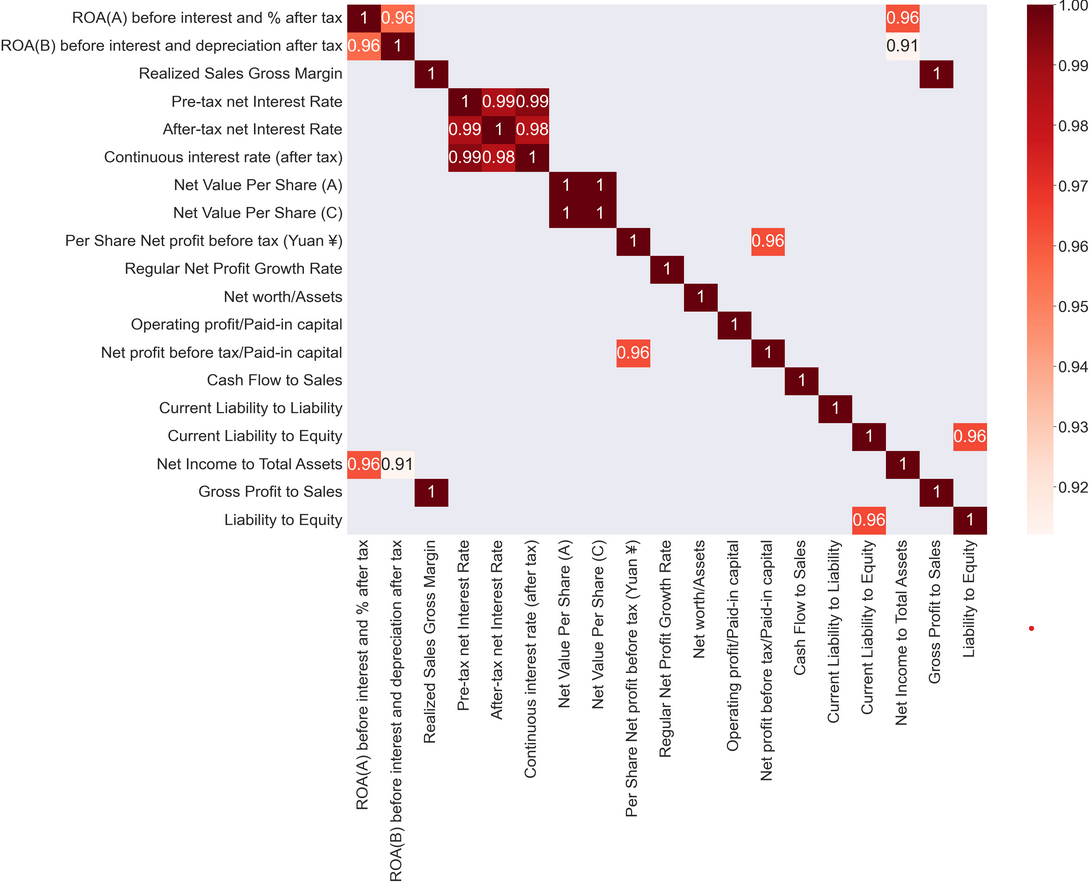 ROA(A) before interest and % after tax 1 0.96 0.96
ROA(B) before interest and depreciation after tax 0.96 1 0.91
Realized Sales Gross Margin 1 1
Pre-tax net Interest Rate 1 0.99 0.99
After-tax net Interest Rate 0.99 1 0.98
Continuous interest rate (after tax) 0.99 0.98 1
Net Value Per Share (A) 1 1
Net Value Per Share (C) 1 1
Per Share Net profit before tax (Yuan ¥) 1 0.96
Regular Net Profit Growth Rate 1
Net worth/Assets 1
Operating profit/Paid-in capital 1
Net profit before tax/Paid-in capital 0.96 1
Cash Flow to Sales 1
Current Liability to Liability 1
Current Liability to Equity 1 0.96
Net Income to Total Assets 0.96 0.91 1
Gross Profit to Sales 1 1
Liability to Equity 0.96 1
ROA(A) before interest and % after tax
ROA(B) before interest and depreciation after tax
Realized Sales Gross Margin
Pre-tax net Interest Rate
After-tax net Interest Rate
Continuous interest rate (after tax)
Net Value Per Share (A)
Net Value Per Share (C)
Per Share Net profit before tax (Yuan ¥)
Regular Net Profit Growth Rate
Net worth/Assets
Operating profit/Paid-in capital
Net profit before tax/Paid-in capital
Cash Flow to Sales
Current Liability to Liability
Current Liability to Equity
Net Income to Total Assets
Gross Profit to Sales
Liability to Equity
1.00
0.99
0.98
0.97
0.96
0.95
0.94
0.93
0.92